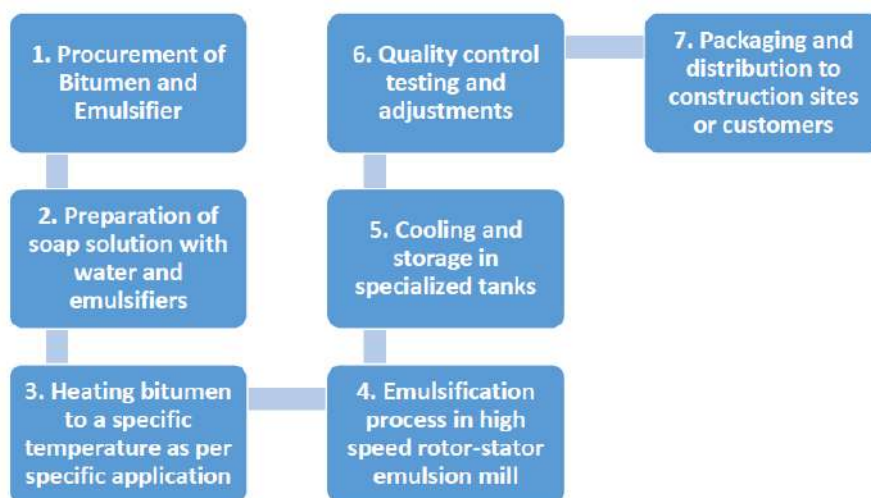 1. Procurement of
Bitumen and
Emulsifier
2. Preparation of
soap solution with
water and
emulsifiers
3. Heating bitumen
to a specific
temperature as per
specific application
4. Emulsification
process in high
speed rotor-stator
emulsion mill
5. Cooling and
storage in
specialized tanks
6. Quality control
testing and
adjustments
7. Packaging and
distribution to
construction sites
or customers